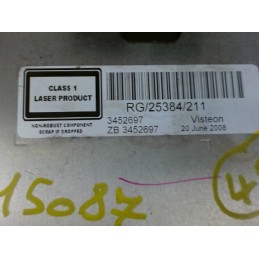 CLASS 1
LASER PRODUCT
NON-ROBUST COMPONENT
SCRAP IF DROPPED
RG/25384/211
3452697 Visteon
ZB 3452697 20 June 2008
15087